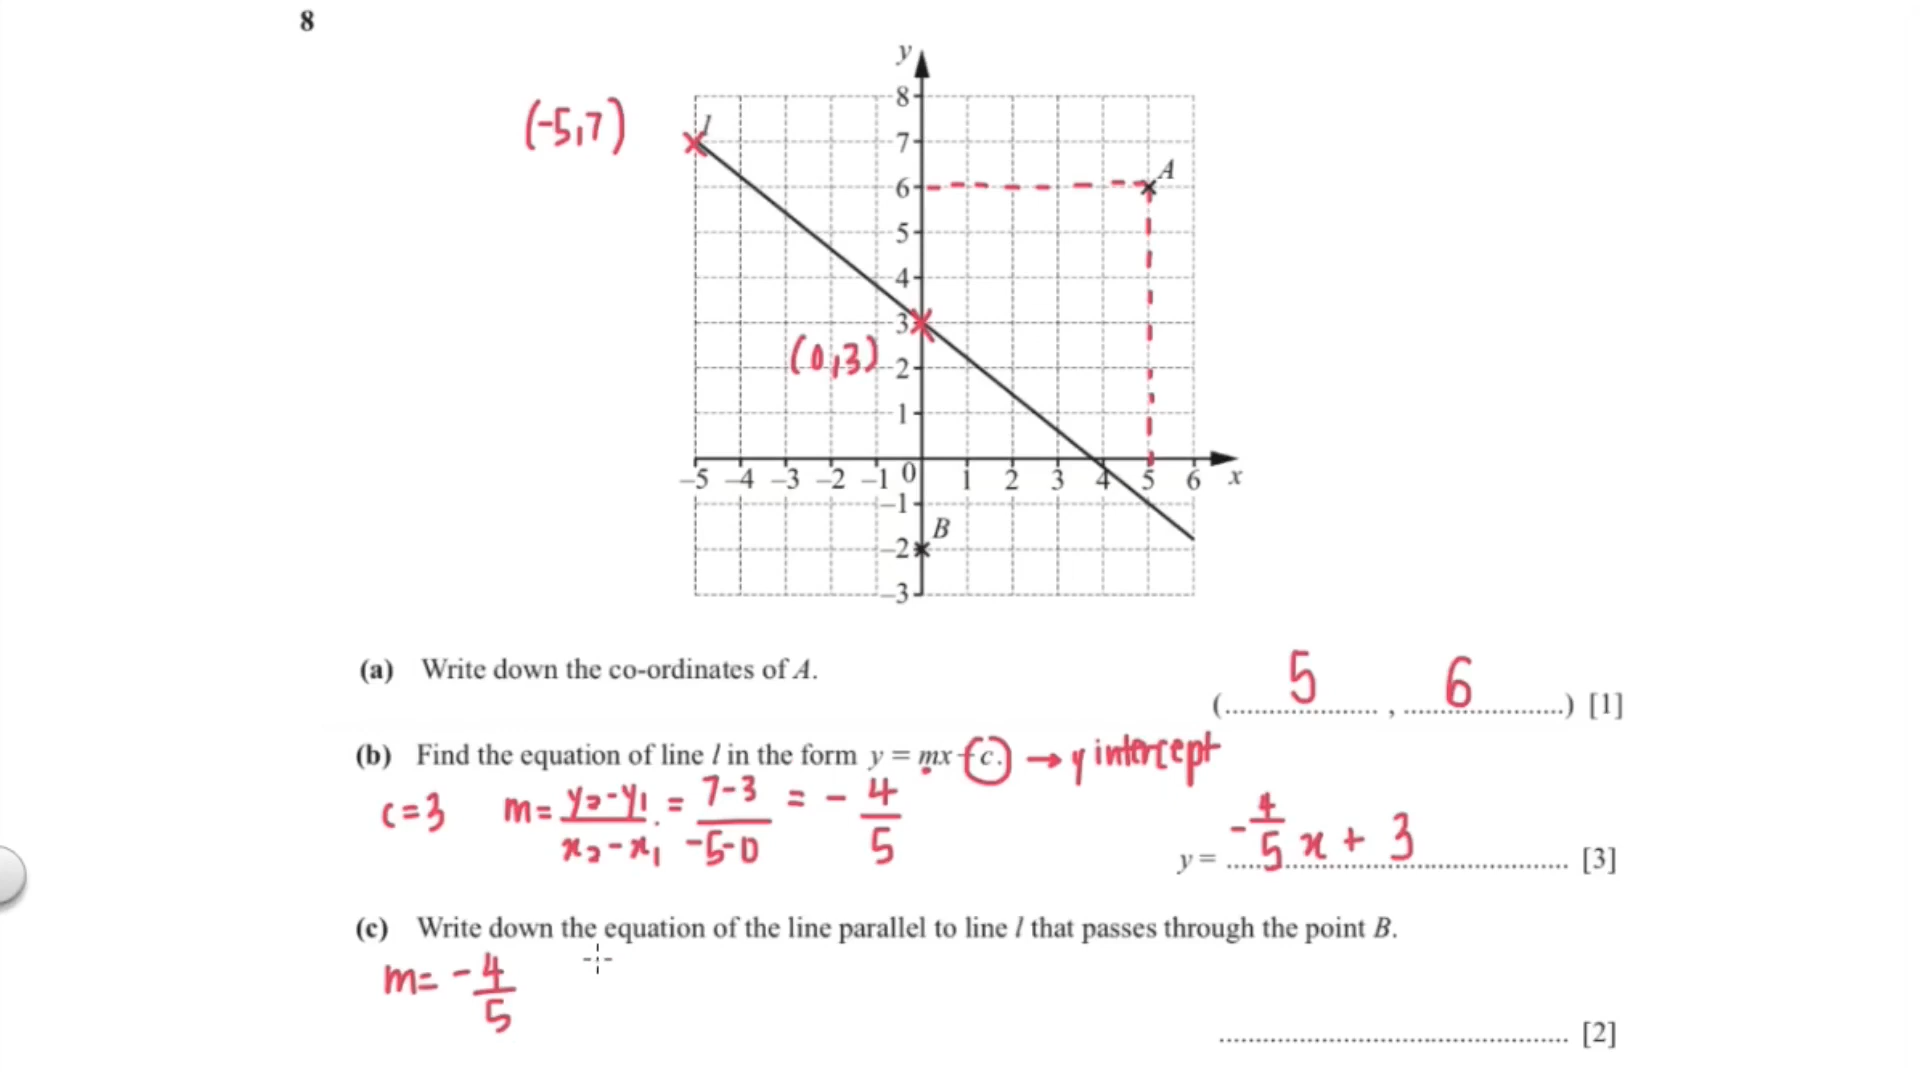 8
y
8
(-5,7)
l
7
A
6
5
4
3
(0,3)
2
1
–5 –4 –3 –2 –1 0 1 2 3 4 5 6 x
–1
B
–2
–3
(a) Write down the co-ordinates of A.
(.......5......., .......6.......) [1]
(b) Find the equation of line l in the form y = mx + c. → y intercept
c = 3 m = y₂-y₁/x₂-x₁ = 7-3/-5-0 = - 4/5
y = -4/5 x + 3 [3]
(c) Write down the equation of the line parallel to line l that passes through the point B.
m = - 4/5
................................................ [2]